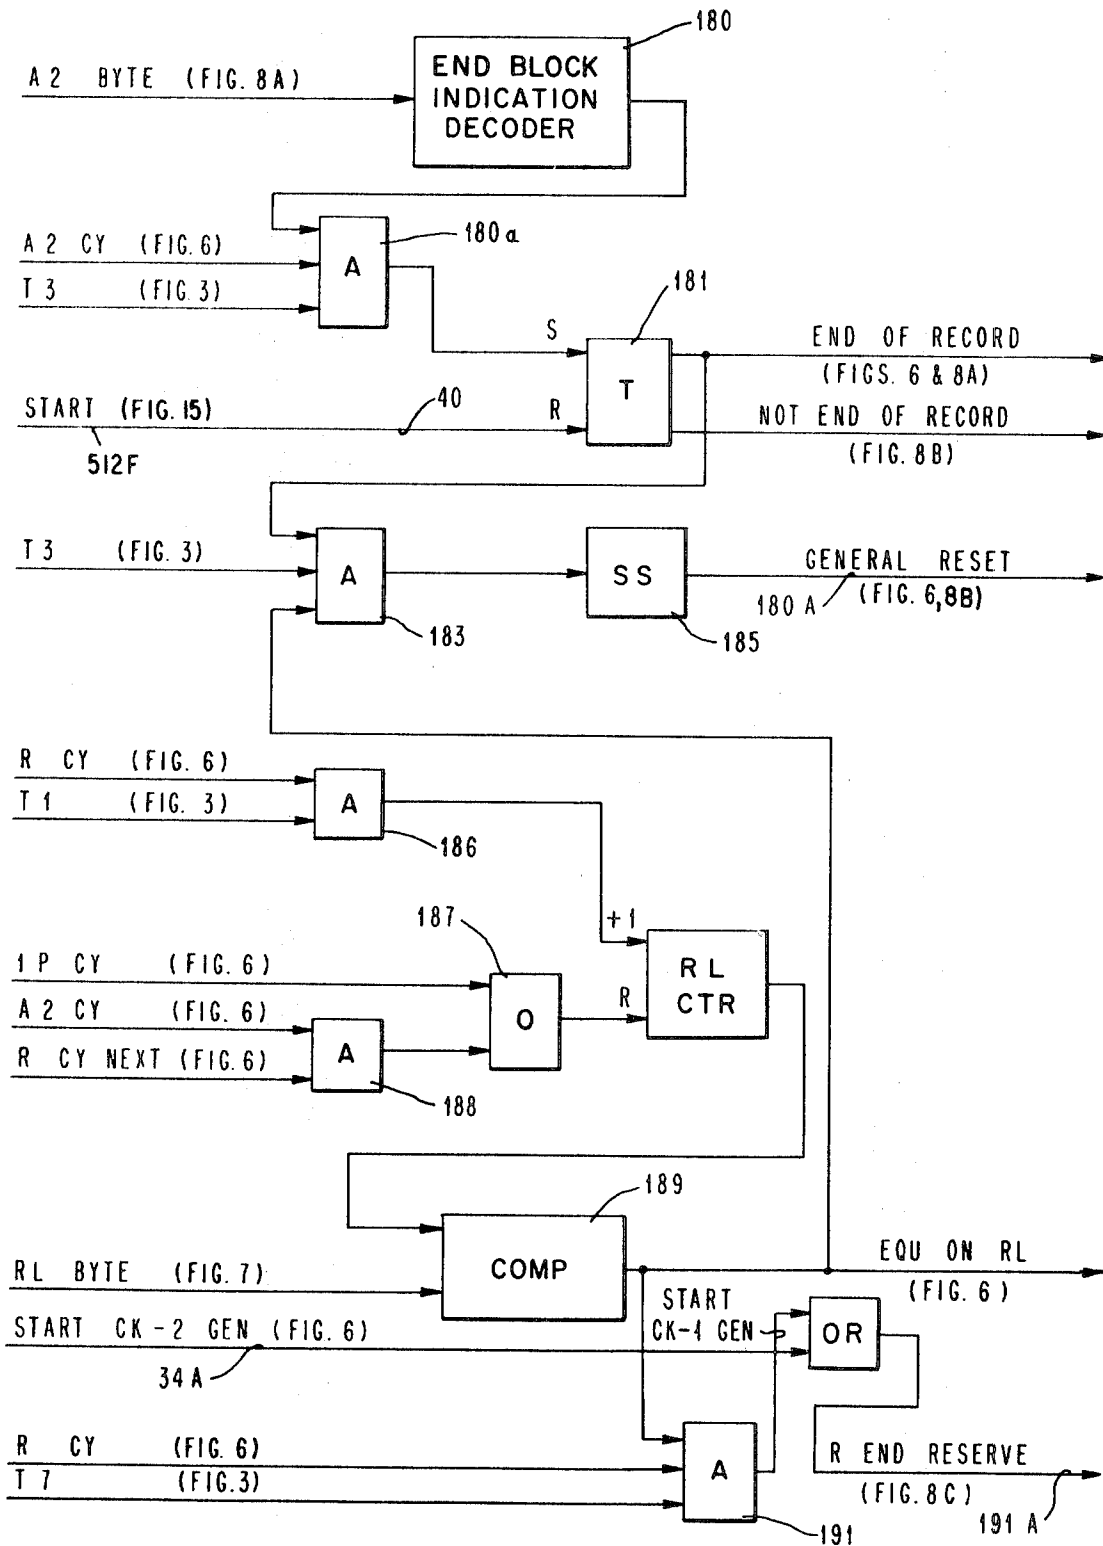 180
A2 BYTE (FIG. 8A)
END BLOCK
INDICATION
DECODER
180a
A2 CY (FIG. 6)
A
T3 (FIG. 3)
181
S
END OF RECORD
(FIGS. 6 & 8A)
T
START (FIG. 15)
40
R
NOT END OF RECORD
(FIG. 8B)
512F
T3 (FIG. 3)
A
SS
GENERAL RESET
(FIG. 6,8B)
180 A
183
185
R CY (FIG. 6)
T1 (FIG. 3)
A
186
187
+1
RL
CTR
1P CY (FIG. 6)
R
A2 CY (FIG. 6)
O
R CY NEXT (FIG. 6)
A
188
189
COMP
EQU ON RL
(FIG. 6)
RL BYTE (FIG. 7)
START
CK-1 GEN
OR
START CK-2 GEN (FIG. 6)
34A
R CY (FIG. 6)
T7 (FIG. 3)
A
R END RESERVE
(FIG. 8C)
191 A
191